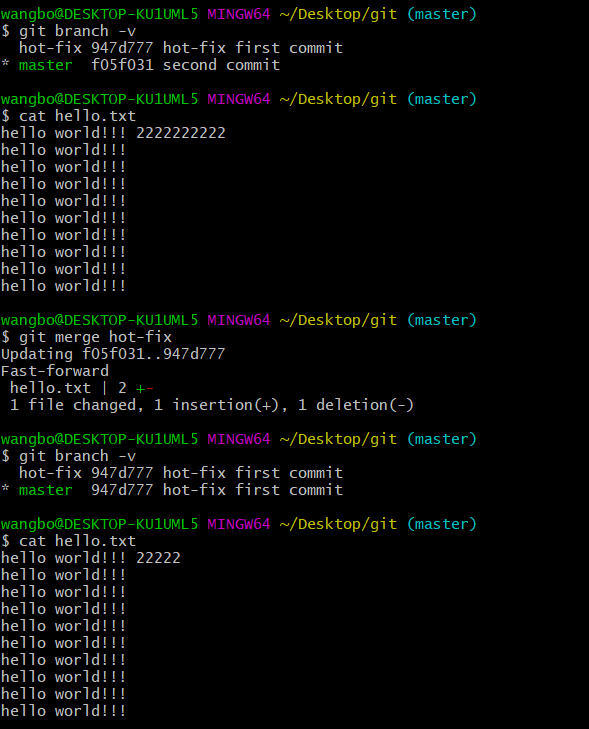 wangbo@DESKTOP-KU1UML5 MINGW64 ~/Desktop/git (master)
$ git branch -v
  hot-fix 947d777 hot-fix first commit
* master  f05f031 second commit

wangbo@DESKTOP-KU1UML5 MINGW64 ~/Desktop/git (master)
$ cat hello.txt
hello world!!! 2222222222
hello world!!!
hello world!!!
hello world!!!
hello world!!!
hello world!!!
hello world!!!
hello world!!!
hello world!!!
hello world!!!

wangbo@DESKTOP-KU1UML5 MINGW64 ~/Desktop/git (master)
$ git merge hot-fix
Updating f05f031..947d777
Fast-forward
 hello.txt | 2 +-
 1 file changed, 1 insertion(+), 1 deletion(-)

wangbo@DESKTOP-KU1UML5 MINGW64 ~/Desktop/git (master)
$ git branch -v
  hot-fix 947d777 hot-fix first commit
* master  947d777 hot-fix first commit

wangbo@DESKTOP-KU1UML5 MINGW64 ~/Desktop/git (master)
$ cat hello.txt
hello world!!! 22222
hello world!!!
hello world!!!
hello world!!!
hello world!!!
hello world!!!
hello world!!!
hello world!!!
hello world!!!
hello world!!!